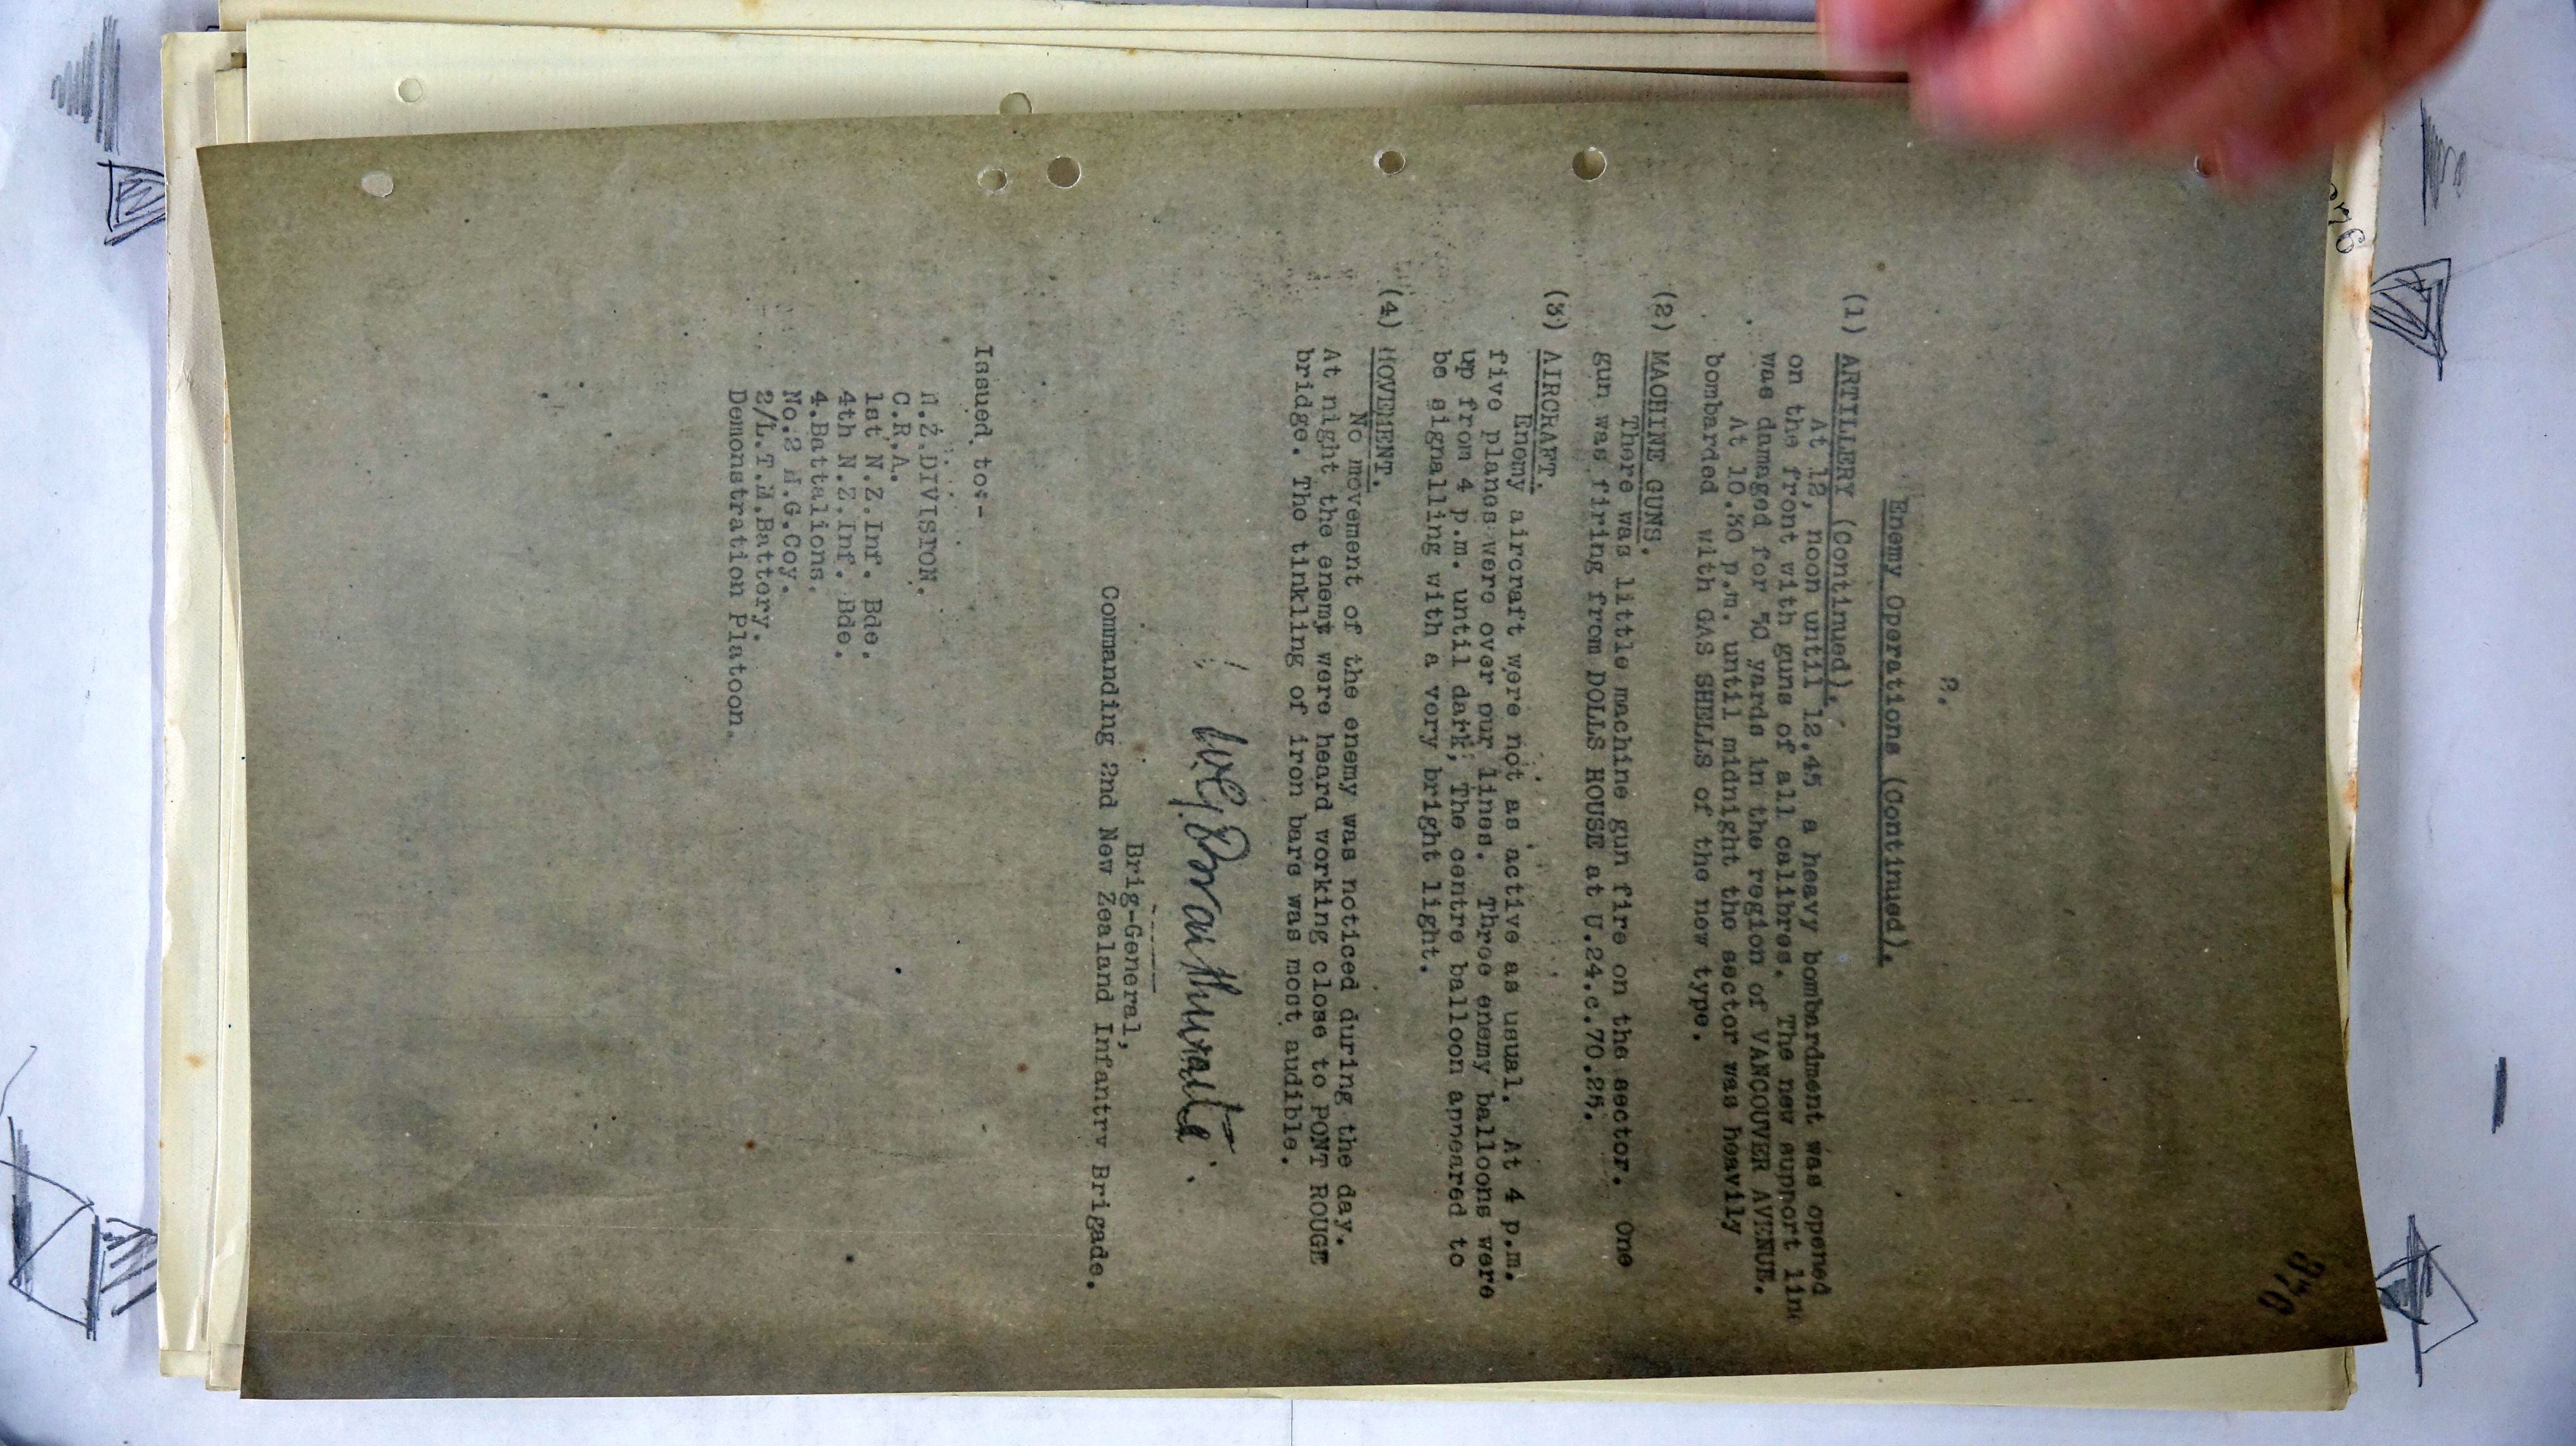 2.
Enemy Operations (Continued).
(1) ARTILLERY (Continued).
At 12, noon until 12.45 a heavy bombardment was opened
on the front with guns of all calibres. The new support line
was damaged for 50 yards in the region of VANCOUVER AVENUE.
At 10.30 p.m. until midnight the sector was heavily
bombarded with GAS SHELLS of the new type.
(2) MACHINE GUNS.
There was little machine gun fire on the sector. One
gun was firing from DOLLS HOUSE at U.24.c.70.25.
(3) AIRCRAFT.
Enemy aircraft were not as active as usual. At 4 p.m.
five planes were over our lines. Three enemy balloons were
up from 4 p.m. until dark; The centre balloon appeared to
be signalling with a very bright light.
(4) MOVEMENT.
No movement of the enemy was noticed during the day.
At night the enemy were heard working close to PONT ROUGE
bridge. The tinkling of iron bars was most audible.
W.G. Braithwaite.
Brig-General,
Commanding 2nd New Zealand Infantry Brigade.
Issued to:-
N.Z.DIVISION.
C.R.A.
1st N.Z.Inf. Bde.
4th N.Z.Inf. Bde.
4.Battalions.
No.2 M.G.Coy.
2/L.T.M.Battery.
Demonstration Platoon.